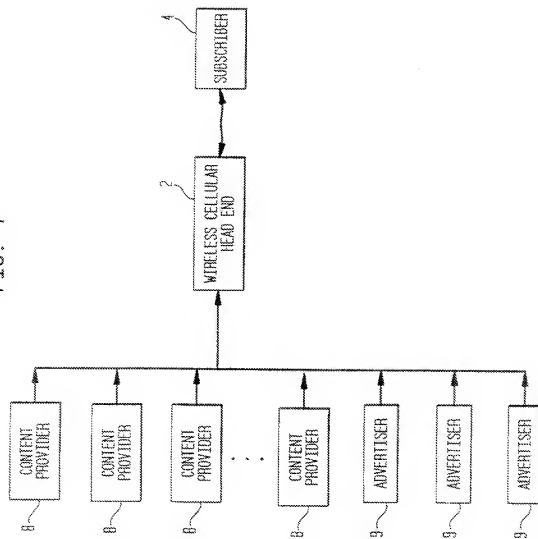 FIG.
CONTENT
PROVIDER
8
CONTENT
PROVIDER
8
CONTENT
PROVIDER
8
. . .
CONTENT
PROVIDER
8
ADVERTISER
9
ADVERTISER
9
ADVERTISER
9
WIRELESS CELLULAR
HEAD END
2
SUBSCRIBER
4